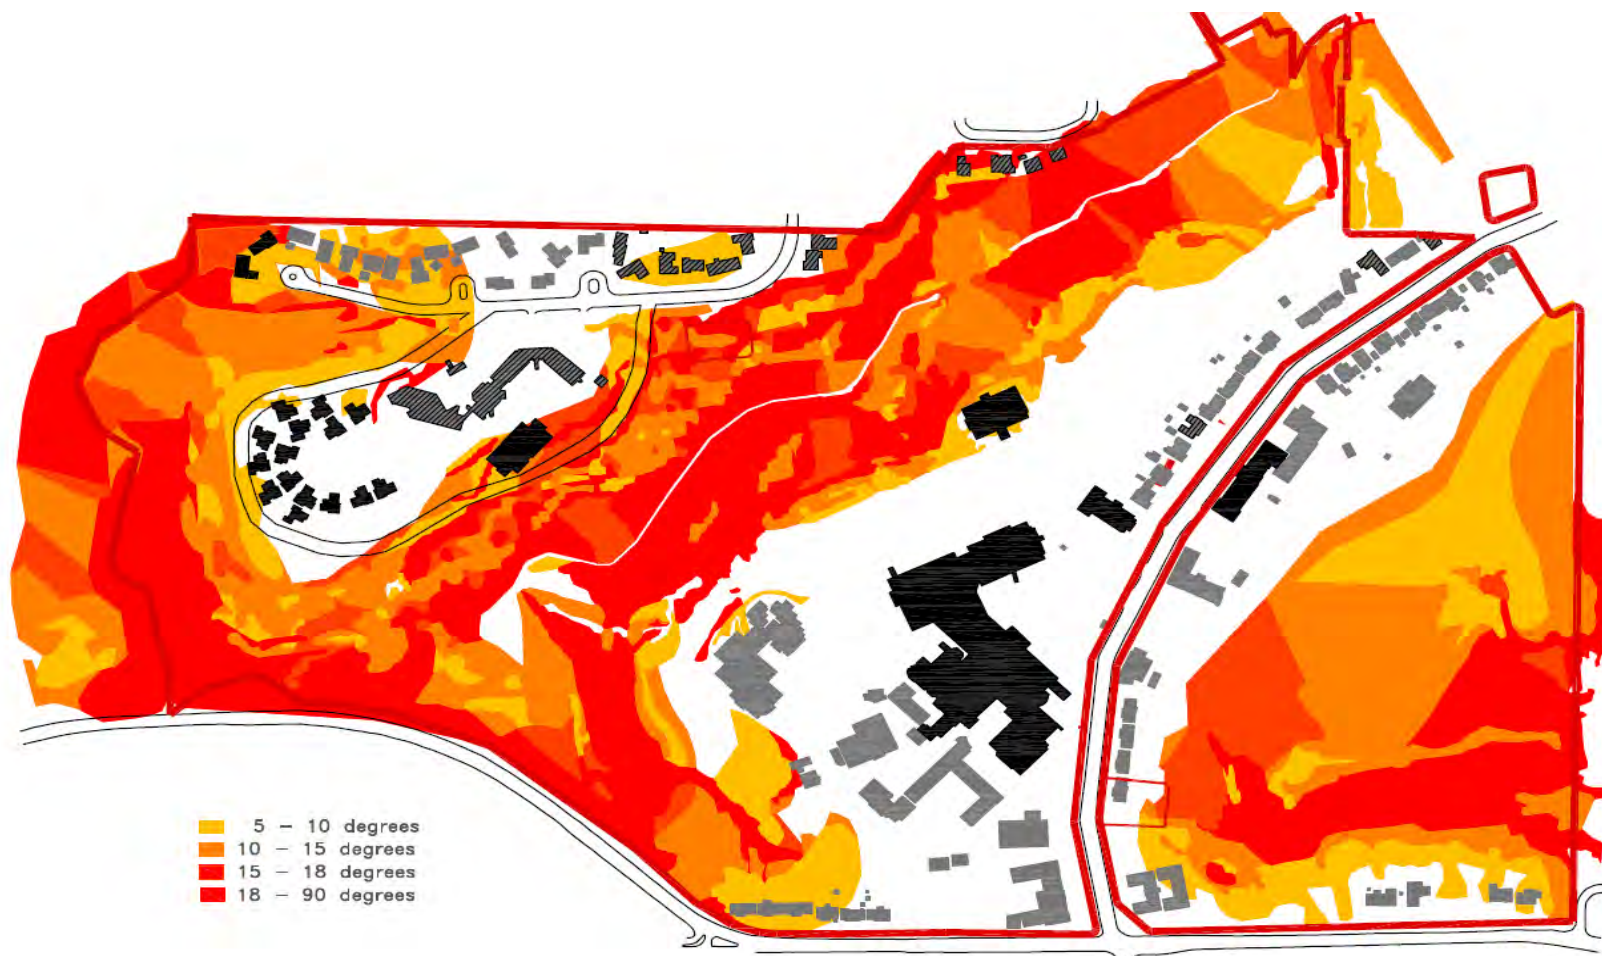 5 – 10 degrees
10 – 15 degrees
15 – 18 degrees
18 – 90 degrees